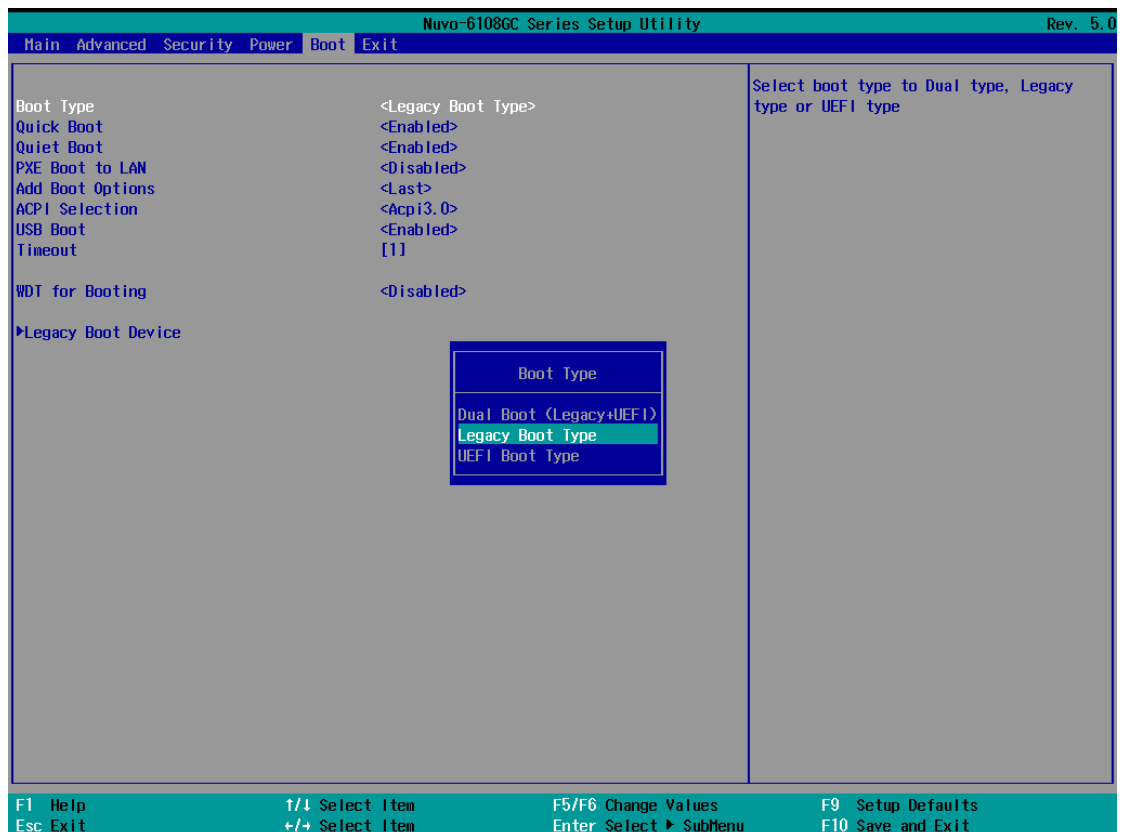 Nuvo-6108GC Series Setup Utility Rev. 5.0
Main Advanced Security Power Boot Exit
Select boot type to Dual type, Legacy
type or UEFI type
Boot Type <Legacy Boot Type>
Quick Boot <Enabled>
Quiet Boot <Enabled>
PXE Boot to LAN <Disabled>
Add Boot Options <Last>
ACPI Selection <Acpi3.0>
USB Boot <Enabled>
Timeout [1]
WDT for Booting <Disabled>
▶Legacy Boot Device
Boot Type
Dual Boot (Legacy+UEFI)
Legacy Boot Type
UEFI Boot Type
F1 Help ↑/↓ Select Item F5/F6 Change Values F9 Setup Defaults
Esc Exit ←/→ Select Item Enter Select ▶ SubMenu F10 Save and Exit